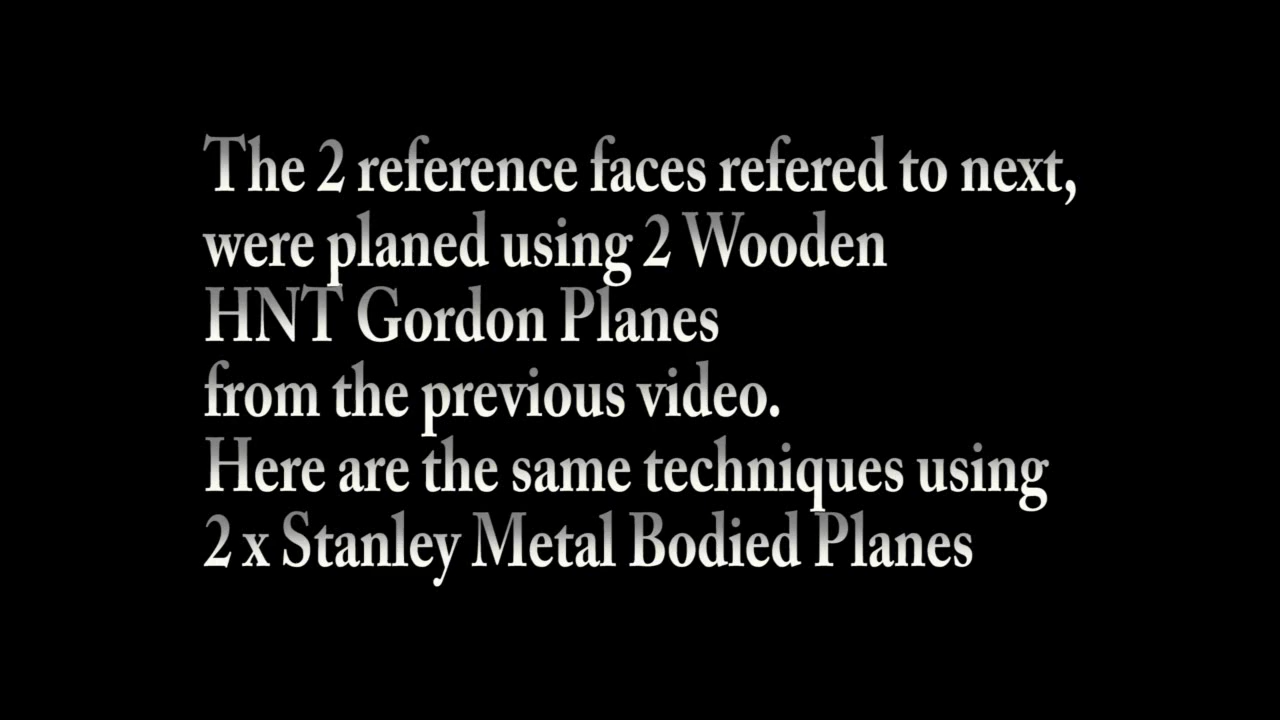 The 2 reference faces refered to next,
were planed using 2 Wooden
HNT Gordon Planes
from the previous video.
Here are the same techniques using
2 x Stanley Metal Bodied Planes